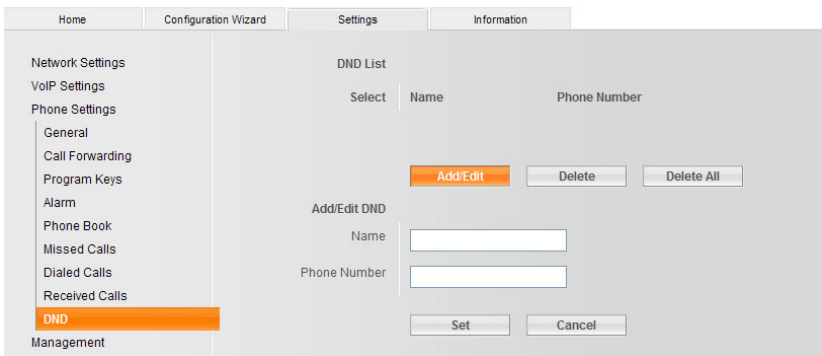 Home Configuration Wizard Settings Information
Network Settings
VoIP Settings
Phone Settings
General
Call Forwarding
Program Keys
Alarm
Phone Book
Missed Calls
Dialed Calls
Received Calls
DND
Management
DND List
Select Name Phone Number
Add/Edit Delete Delete All
Add/Edit DND
Name
Phone Number
Set Cancel